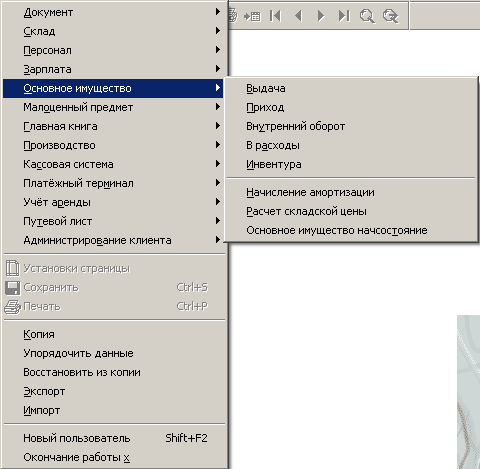 Документ
Склад
Персонал
Зарплата
Основное имущество
Малоценный предмет
Главная книга
Производство
Кассовая система
Платёжный терминал
Учёт аренды
Путевой лист
Администрирование клиента
Установки страницы
Сохранить Ctrl+S
Печать Ctrl+P
Копия
Упорядочить данные
Восстановить из копии
Экспорт
Импорт
Новый пользователь Shift+F2
Окончание работы x
Выдача
Приход
Внутренний оборот
В расходы
Инвентура
Начисление амортизации
Расчет складской цены
Основное имущество начсостояние